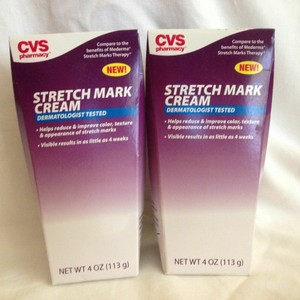 CVS
pharmacy
Compare to the
benefits of Mederma
Stretch Marks Therapy*
NEW!
STRETCH MARK
CREAM
DERMATOLOGIST TESTED
• Helps reduce & improve color, texture
& appearance of stretch marks
• Visible results in as little as 4 weeks
NET WT 4 OZ (113 g)
CVS
pharmacy
Compare to the
benefits of Mederma®
Stretch Marks Therapy*
NEW!
STRETCH MARK
CREAM
DERMATOLOGIST TESTED
• Helps reduce & improve color, texture
& appearance of stretch marks
• Visible results in as little as 4 weeks
NET WT 4 OZ (113 g)